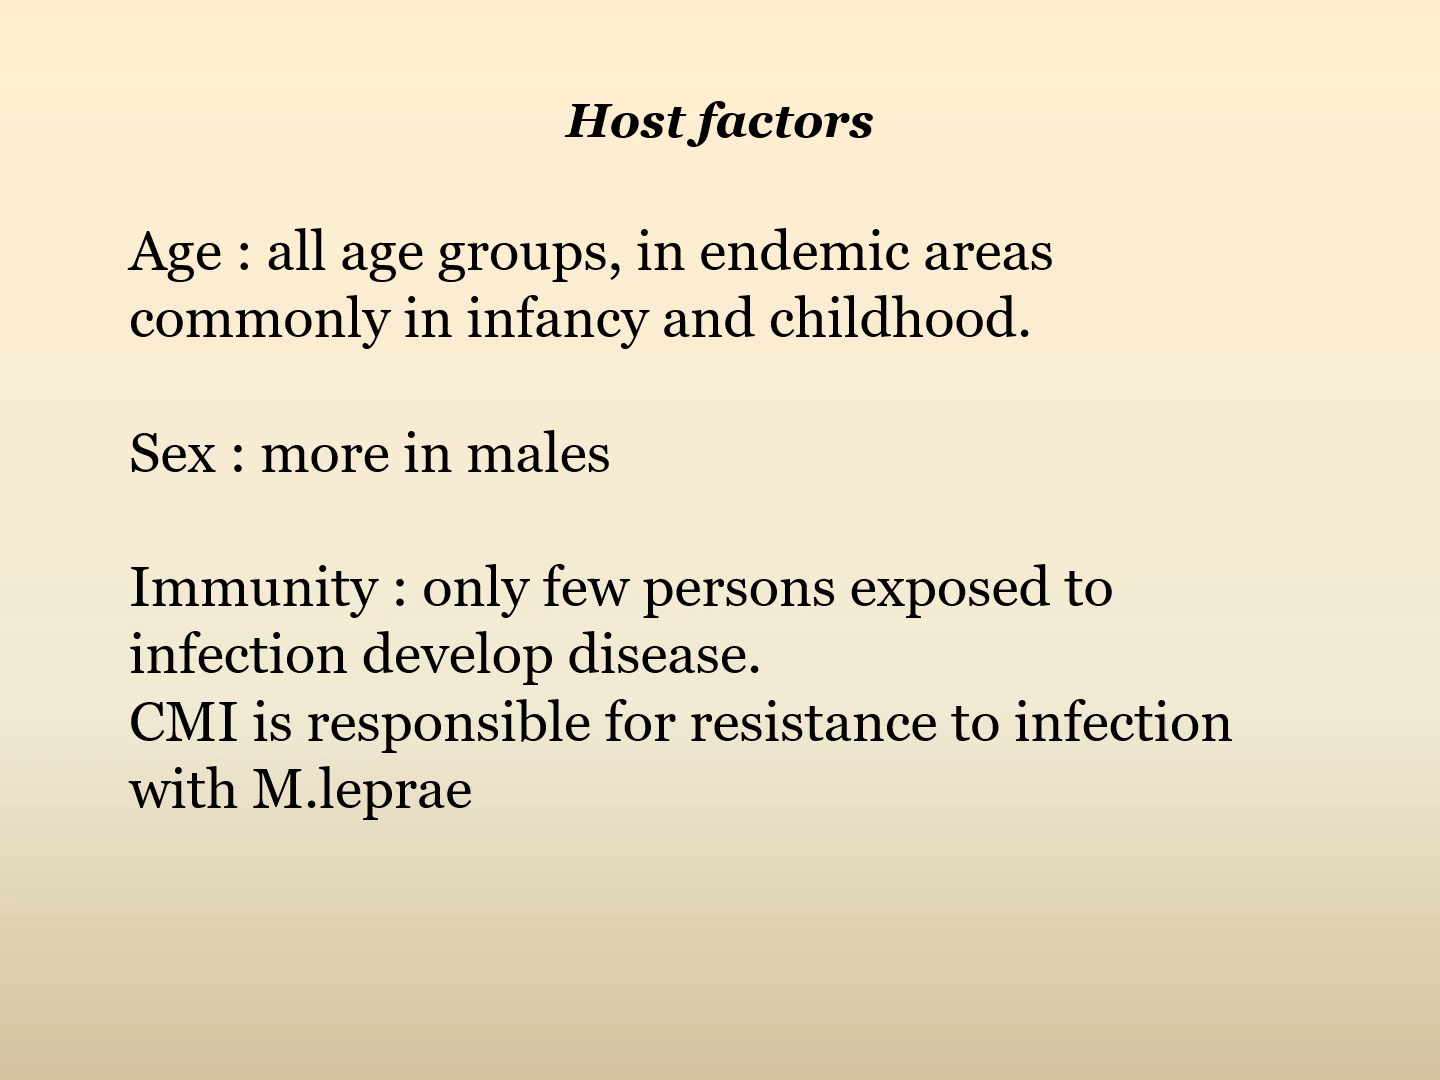 Host factors
Age : all age groups, in endemic areas
commonly in infancy and childhood.
Sex : more in males
Immunity : only few persons exposed to
infection develop disease.
CMI is responsible for resistance to infection
with M.leprae